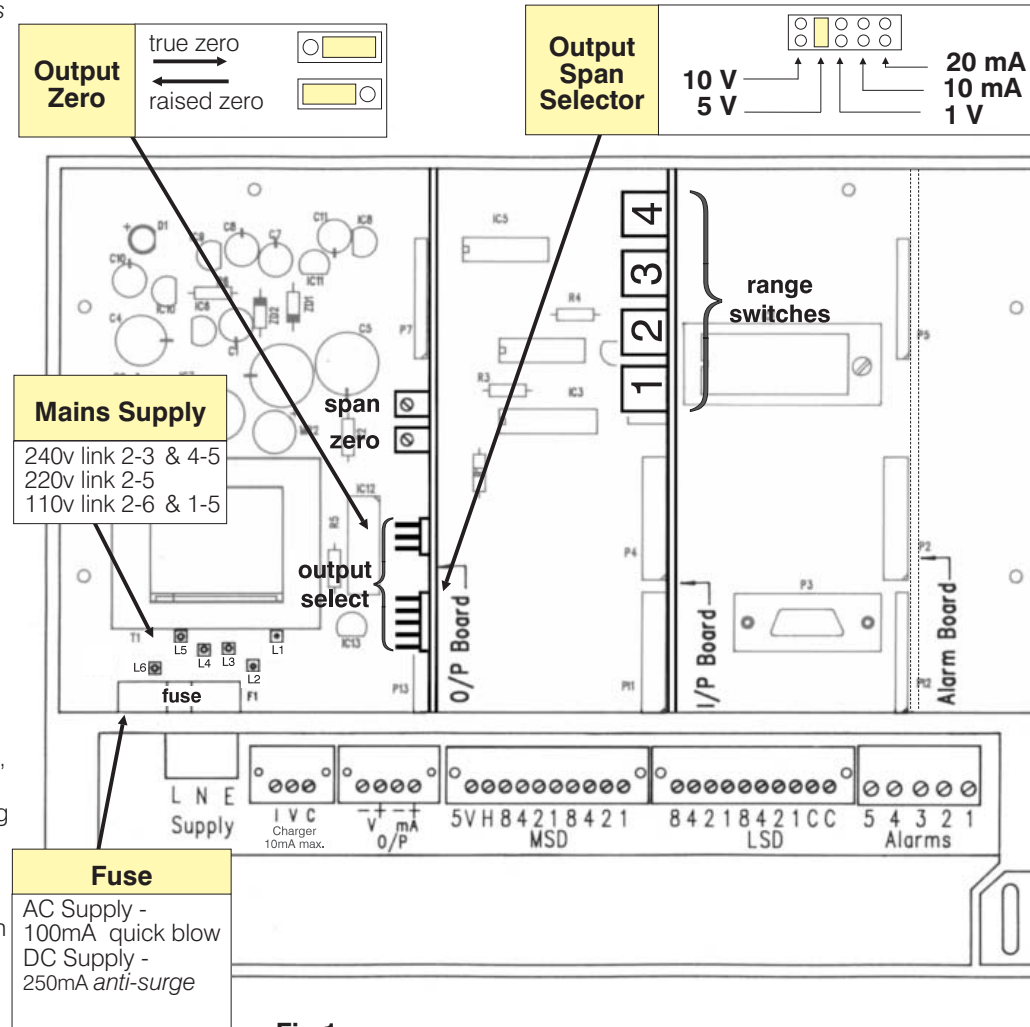 s
Output
Zero
true zero
raised zero
Output
Span
Selector
10 V
5 V
20 mA
10 mA
1 V
D1
C10
IC9
C8
C7
C11
IC8
IC11
IC10
IC6
ZD2
ZD1
C4
C5
P7
IC5
R4
R3
IC3
4
3
2
1
range
switches
P5
span
zero
Mains Supply
240v link 2-3 & 4-5
220v link 2-5
110v link 2-6 & 1-5
IC12
R5
output
select
IC13
P13
O/P Board
P4
P11
I/P Board
P3
P2
P12
Alarm Board
T1
L5
L4
L3
L1
L6
L2
fuse
F1
,
g
n
L N E
Supply
I V C
Charger
10mA max.
- + - +
V mA
O/P
5V H 8 4 2 1 8 4 2 1
MSD
8 4 2 1 8 4 2 1 C C
LSD
5 4 3 2 1
Alarms
Fuse
AC Supply -
100mA quick blow
DC Supply -
250mA anti-surge